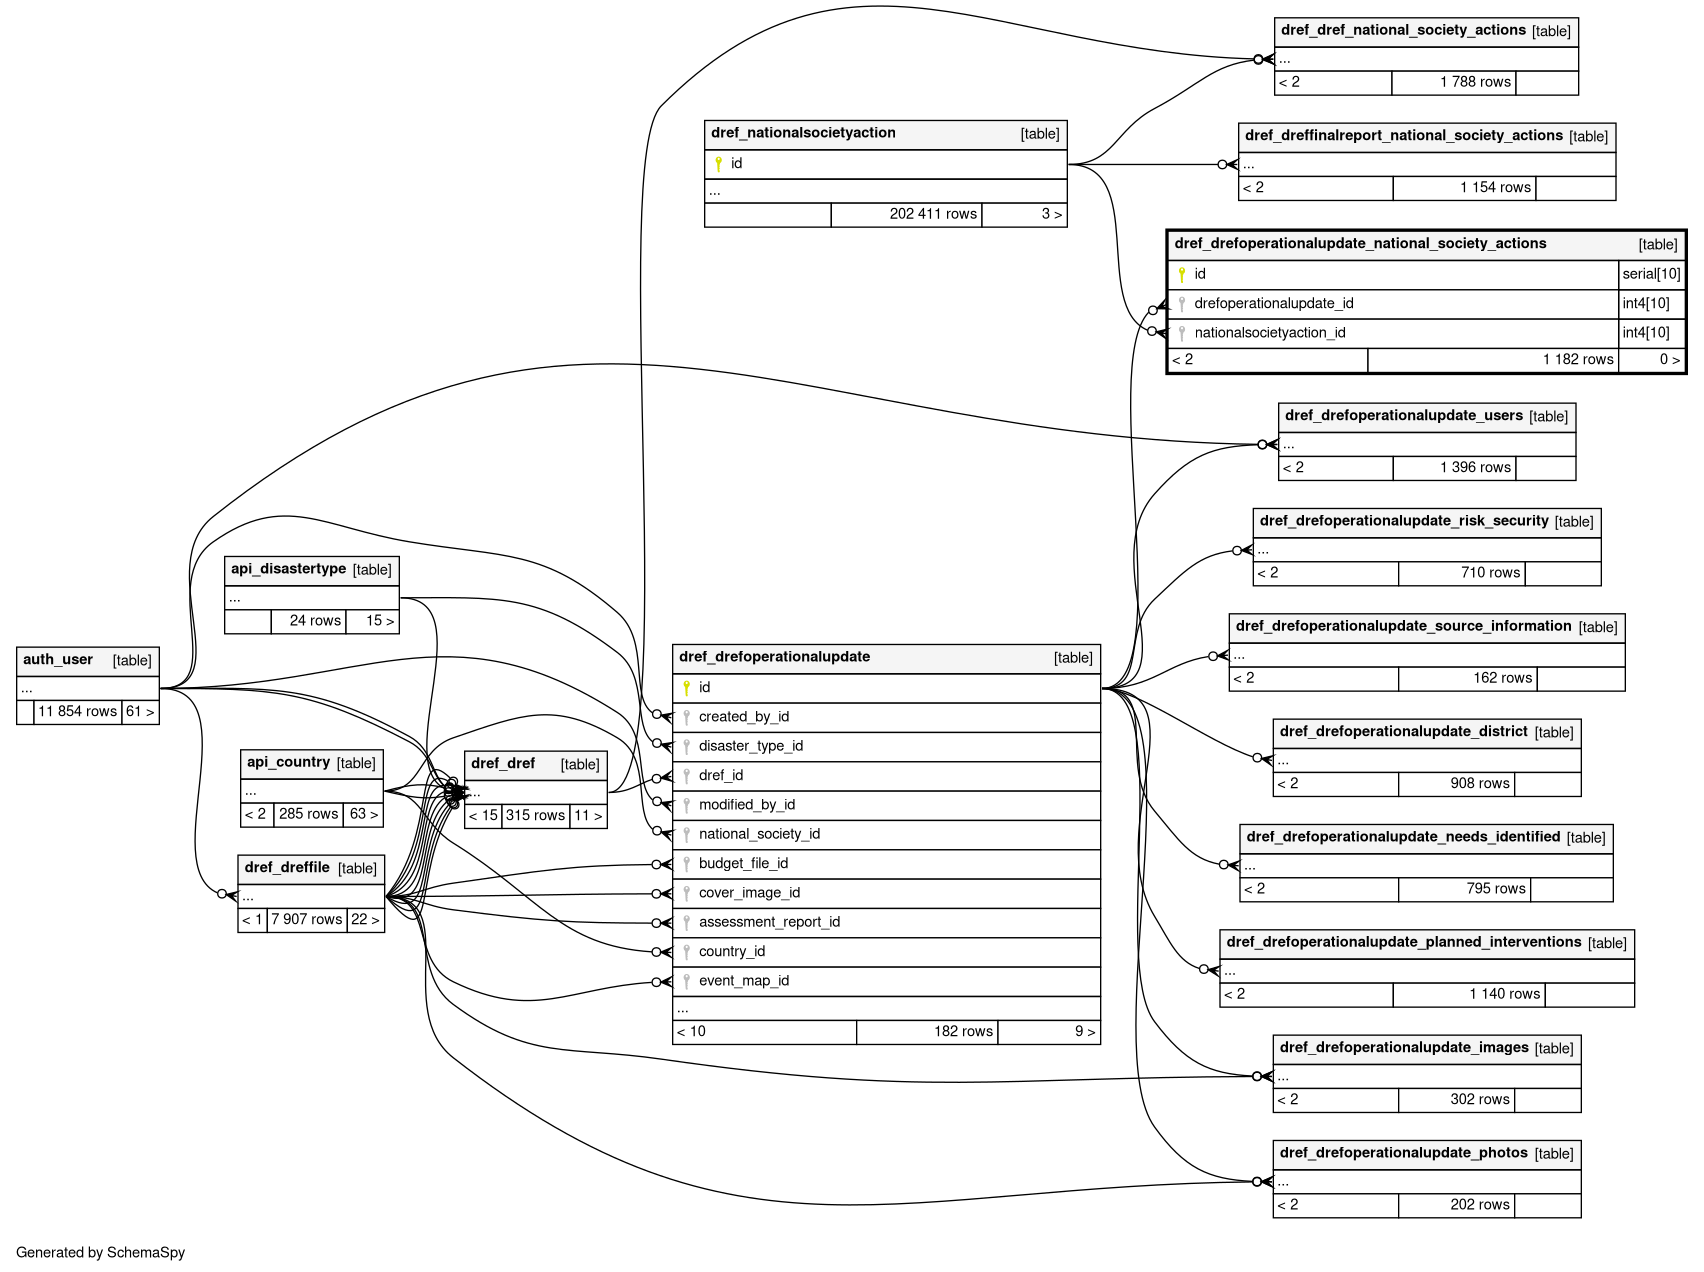 dref_dref_national_society_actions [table]
...
< 2 1 788 rows
dref_nationalsocietyaction [table]
id
...
202 411 rows 3 >
dref_dreffinalreport_national_society_actions [table]
...
< 2 1 154 rows
dref_drefoperationalupdate_national_society_actions [table]
id serial[10]
drefoperationalupdate_id int4[10]
nationalsocietyaction_id int4[10]
< 2 1 182 rows 0 >
dref_drefoperationalupdate_users [table]
...
< 2 1 396 rows
dref_drefoperationalupdate_risk_security [table]
...
< 2 710 rows
api_disastertype [table]
...
24 rows 15 >
dref_drefoperationalupdate_source_information [table]
...
< 2 162 rows
auth_user [table]
...
11 854 rows 61 >
dref_drefoperationalupdate [table]
id
created_by_id
disaster_type_id
dref_id
modified_by_id
national_society_id
budget_file_id
cover_image_id
assessment_report_id
country_id
event_map_id
...
< 10 182 rows 9 >
dref_drefoperationalupdate_district [table]
...
< 2 908 rows
api_country [table]
...
< 2 285 rows 63 >
dref_dref [table]
...
< 15 315 rows 11 >
dref_drefoperationalupdate_needs_identified [table]
...
< 2 795 rows
dref_dreffile [table]
...
< 1 7 907 rows 22 >
dref_drefoperationalupdate_planned_interventions [table]
...
< 2 1 140 rows
dref_drefoperationalupdate_images [table]
...
< 2 302 rows
dref_drefoperationalupdate_photos [table]
...
< 2 202 rows
Generated by SchemaSpy